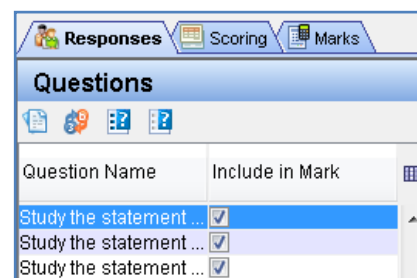 Responses Scoring Marks
Questions
Question Name Include in Mark
Study the statement ...
Study the statement ...
Study the statement ...